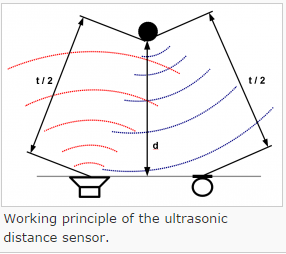 t / 2
t / 2
d
Working principle of the ultrasonic
distance sensor.